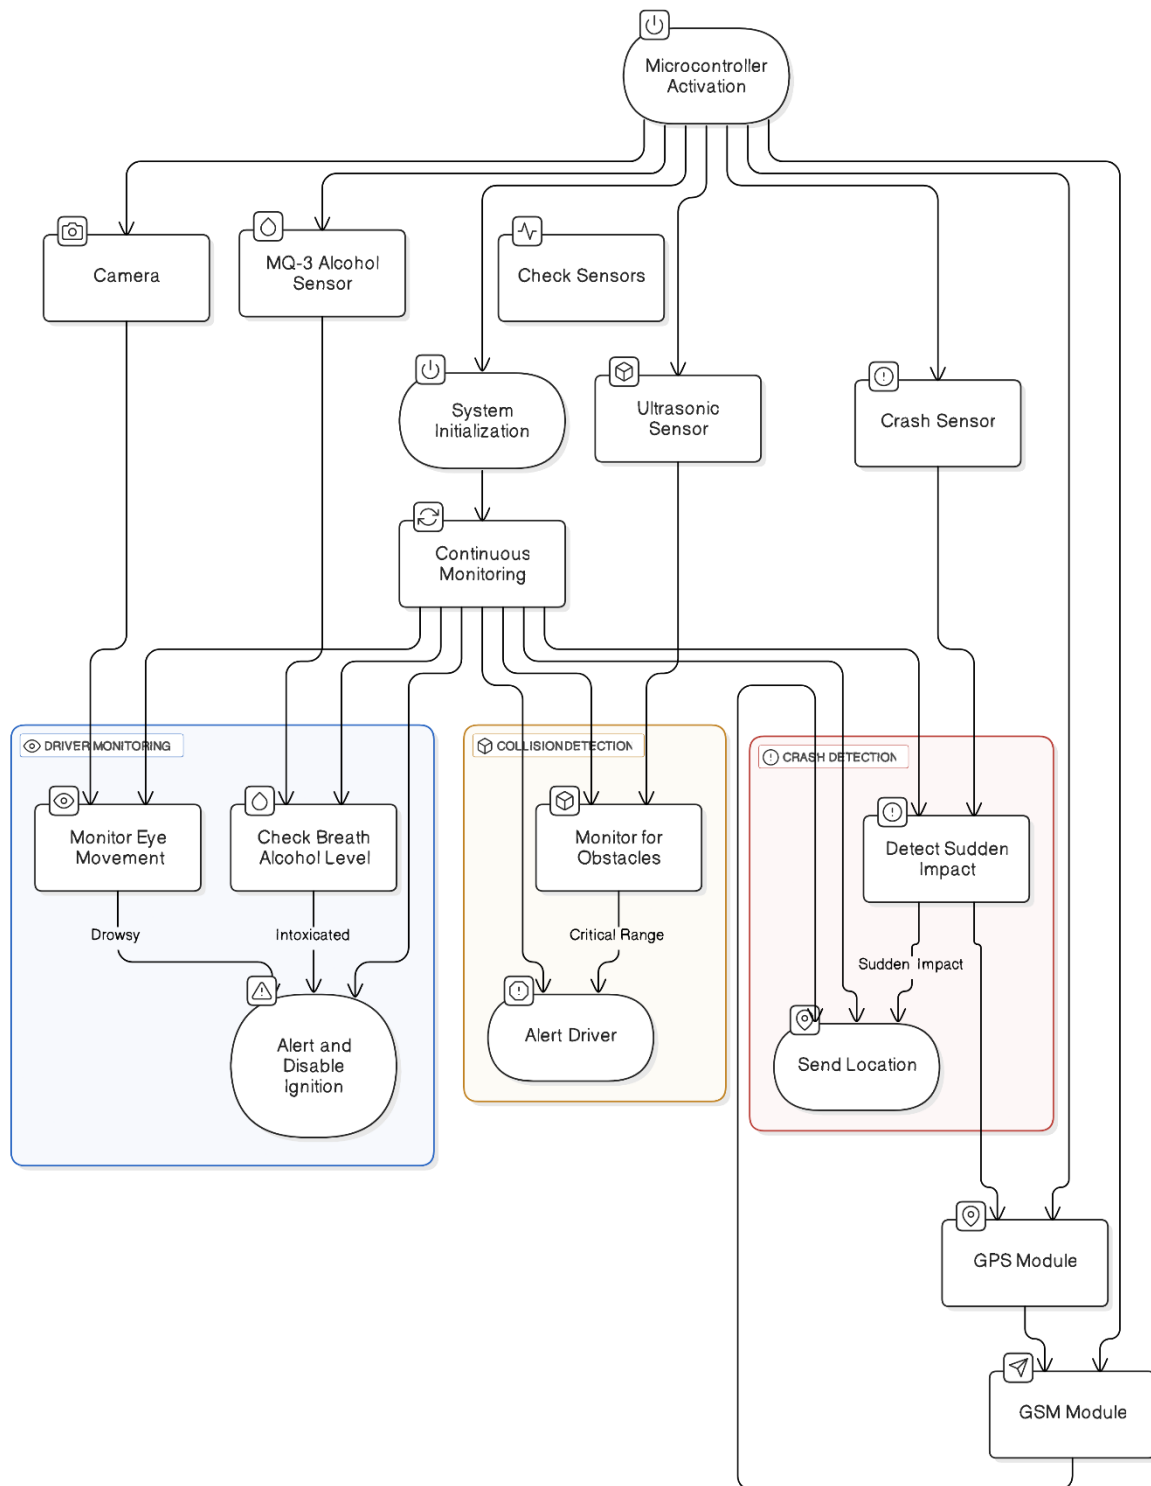 Microcontroller
Activation
Camera
MQ-3 Alcohol
Sensor
Check Sensors
System
Initialization
Ultrasonic
Sensor
Crash Sensor
Continuous
Monitoring
DRIVER MONITORING
COLLISION DETECTION
CRASH DETECTION
Monitor Eye
Movement
Check Breath
Alcohol Level
Monitor for
Obstacles
Detect Sudden
Impact
Drowsy
Intoxicated
Critical Range
Sudden Impact
Alert and
Disable
Ignition
Alert Driver
Send Location
GPS Module
GSM Module